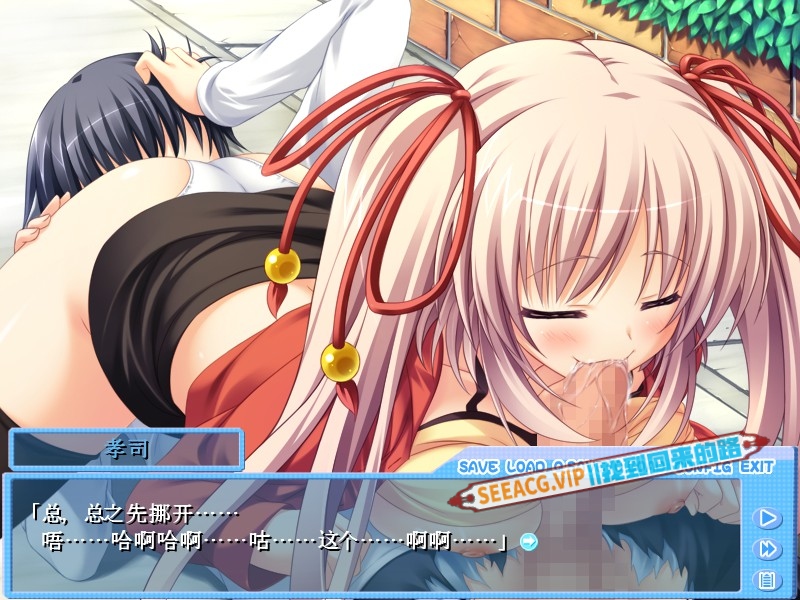 孝司
SAVE LOAD
CONFIG EXIT
SEEACG.VIP||找到回来的路
「总，总之先挪开……
唔……哈啊哈啊……咕……这个……啊啊……」